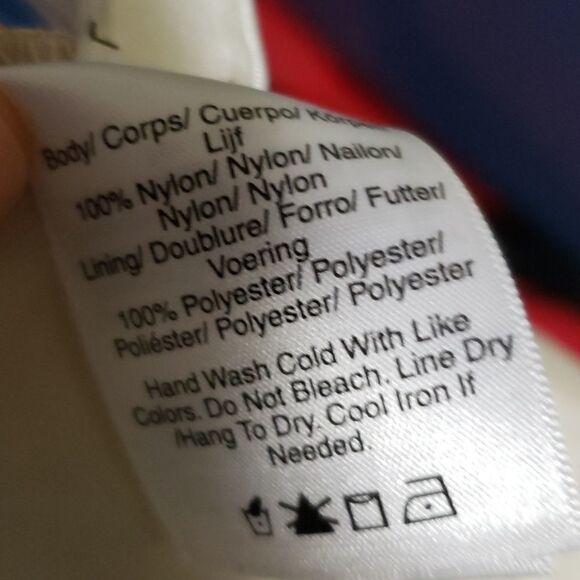 L
Body/ Corps/ Cuerpo/ Körper/
Lijf
100% Nylon/ Nylon/ Nailon/
Nylon/ Nylon
Lining/ Doublure/ Forro/ Futter/
Voering
100% Polyester/ Polyester/
Poliéster/ Polyester/ Polyester
Hand Wash Cold With Like
Colors. Do Not Bleach. Line Dry
/Hang To Dry. Cool Iron If
Needed.